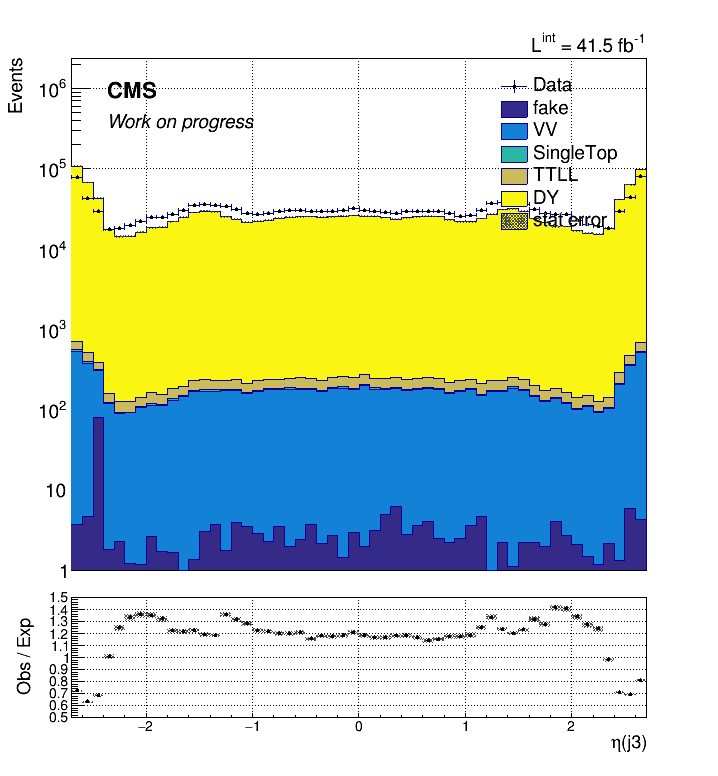 L^int = 41.5 fb^-1
Events
10^6
10^5
10^4
10^3
10^2
10
1
CMS
Work on progress
Data
fake
VV
SingleTop
TTLL
DY
stat error
Obs / Exp
1.5
1.4
1.3
1.2
1.1
1
0.9
0.8
0.7
0.6
0.5
−2 −1 0 1 2
η(j3)